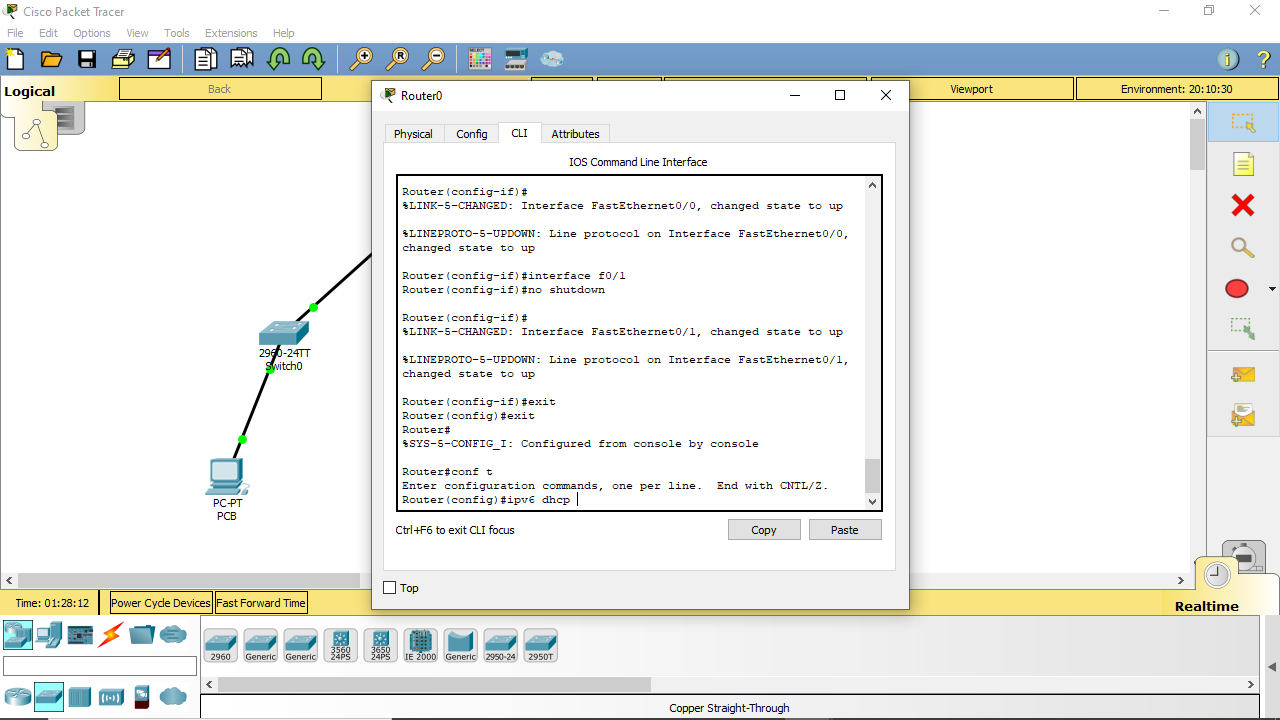 Cisco Packet Tracer
File Edit Options View Tools Extensions Help
Logical
Back
Viewport
Environment: 20:10:30
Router0
Physical Config CLI Attributes
IOS Command Line Interface
Router(config-if)#
%LINK-5-CHANGED: Interface FastEthernet0/0, changed state to up
%LINEPROTO-5-UPDOWN: Line protocol on Interface FastEthernet0/0,
changed state to up
Router(config-if)#interface f0/1
Router(config-if)#no shutdown
Router(config-if)#
%LINK-5-CHANGED: Interface FastEthernet0/1, changed state to up
%LINEPROTO-5-UPDOWN: Line protocol on Interface FastEthernet0/1,
changed state to up
Router(config-if)#exit
Router(config)#exit
Router#
%SYS-5-CONFIG_I: Configured from console by console
Router#conf t
Enter configuration commands, one per line.  End with CNTL/Z.
Router(config)#ipv6 dhcp
Ctrl+F6 to exit CLI focus
Copy
Paste
Top
2960-24TT
Switch0
PC-PT
PCB
Time: 01:28:12
Power Cycle Devices
Fast Forward Time
Realtime
2960
Generic
Generic
3560
24PS
3650
24PS
IE 2000
Generic
2950-24
2950T
Copper Straight-Through
SELECT
R